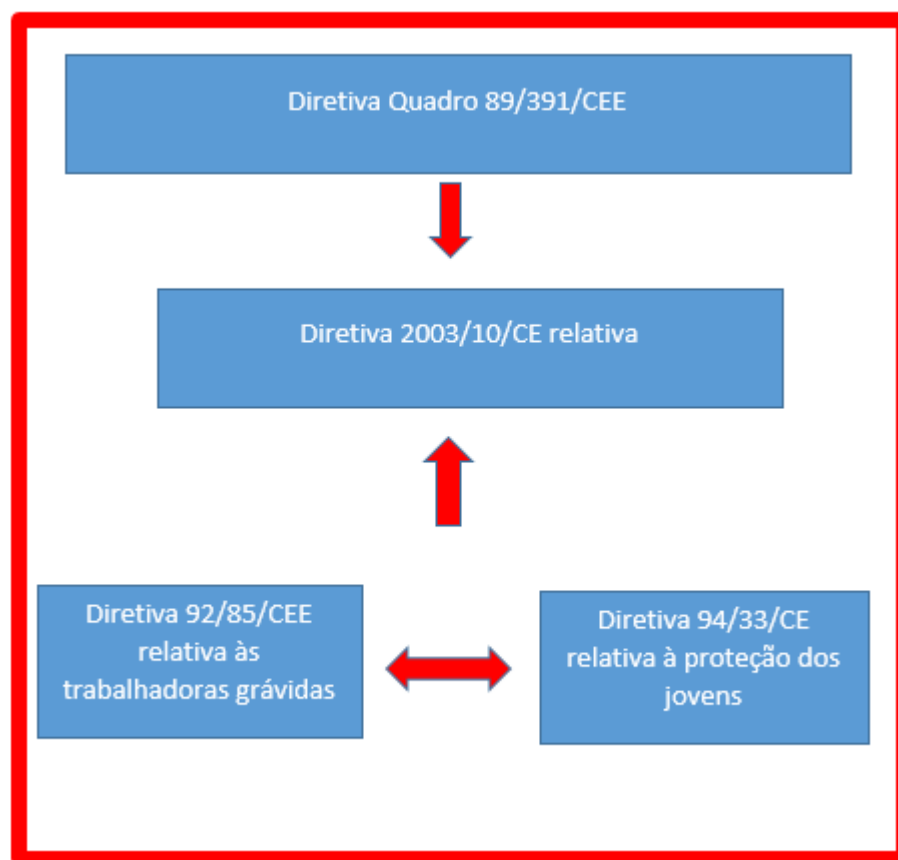 Diretiva Quadro 89/391/CEE
Diretiva 2003/10/CE relativa
Diretiva 92/85/CEE
relativa às
trabalhadoras grávidas
Diretiva 94/33/CE
relativa à proteção dos
jovens